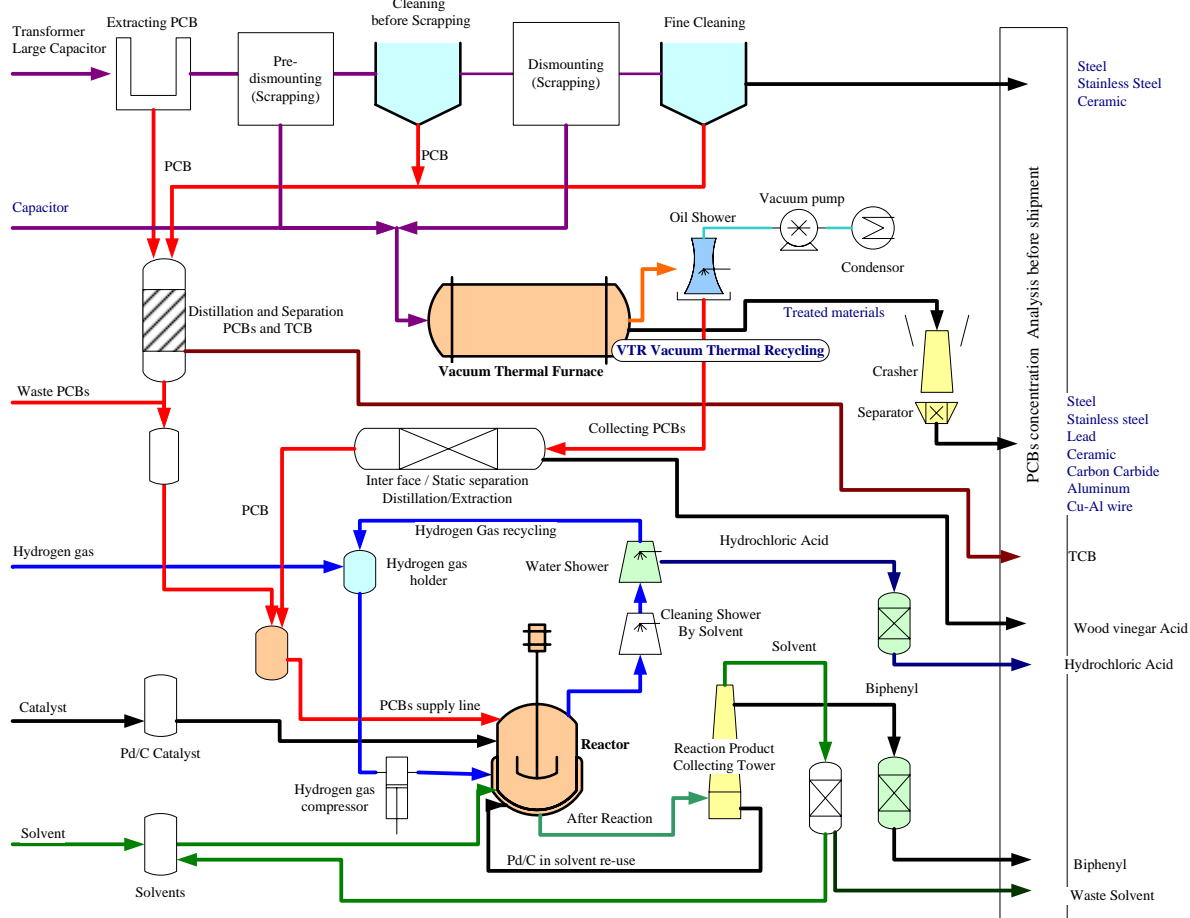 Cleaning
before Scrapping
Extracting PCB
Fine Cleaning
Transformer
Large Capacitor
Pre-
dismounting
(Scrapping)
Dismounting
(Scrapping)
Steel
Stainless Steel
Ceramic
PCB
PCB
Capacitor
Vacuum pump
Oil Shower
Condensor
Distillation and Separation
PCBs and TCB
Treated materials
VTR Vacuum Thermal Recycling
Vacuum Thermal Furnace
Crasher
Separator
PCBs concentration Analysis before shipment
Waste PCBs
Collecting PCBs
Steel
Stainless steel
Lead
Ceramic
Carbon Carbide
Aluminum
Cu-Al wire
Inter face / Static separation
Distillation/Extraction
PCB
Hydrogen Gas recycling
Hydrochloric Acid
Hydrogen gas
Hydrogen gas
holder
Water Shower
TCB
Cleaning Shower
By Solvent
Wood vinegar Acid
Solvent
Hydrochloric Acid
Biphenyl
Catalyst
PCBs supply line
Pd/C Catalyst
Reactor
Reaction Product
Collecting Tower
Hydrogen gas
compressor
After Reaction
Solvent
Pd/C in solvent re-use
Biphenyl
Solvents
Waste Solvent